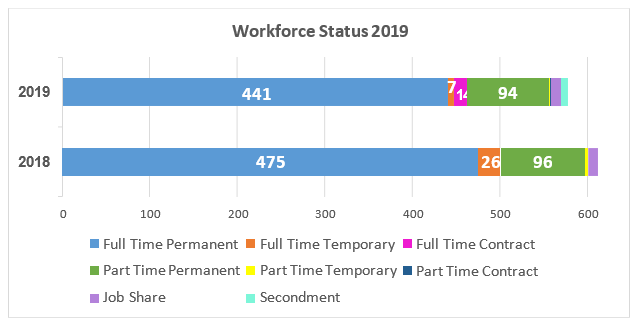 Workforce Status 2019
2019
441 7 14 94
2018
475 26 96
0 100 200 300 400 500 600
Full Time Permanent Full Time Temporary Full Time Contract
Part Time Permanent Part Time Temporary Part Time Contract
Job Share Secondment